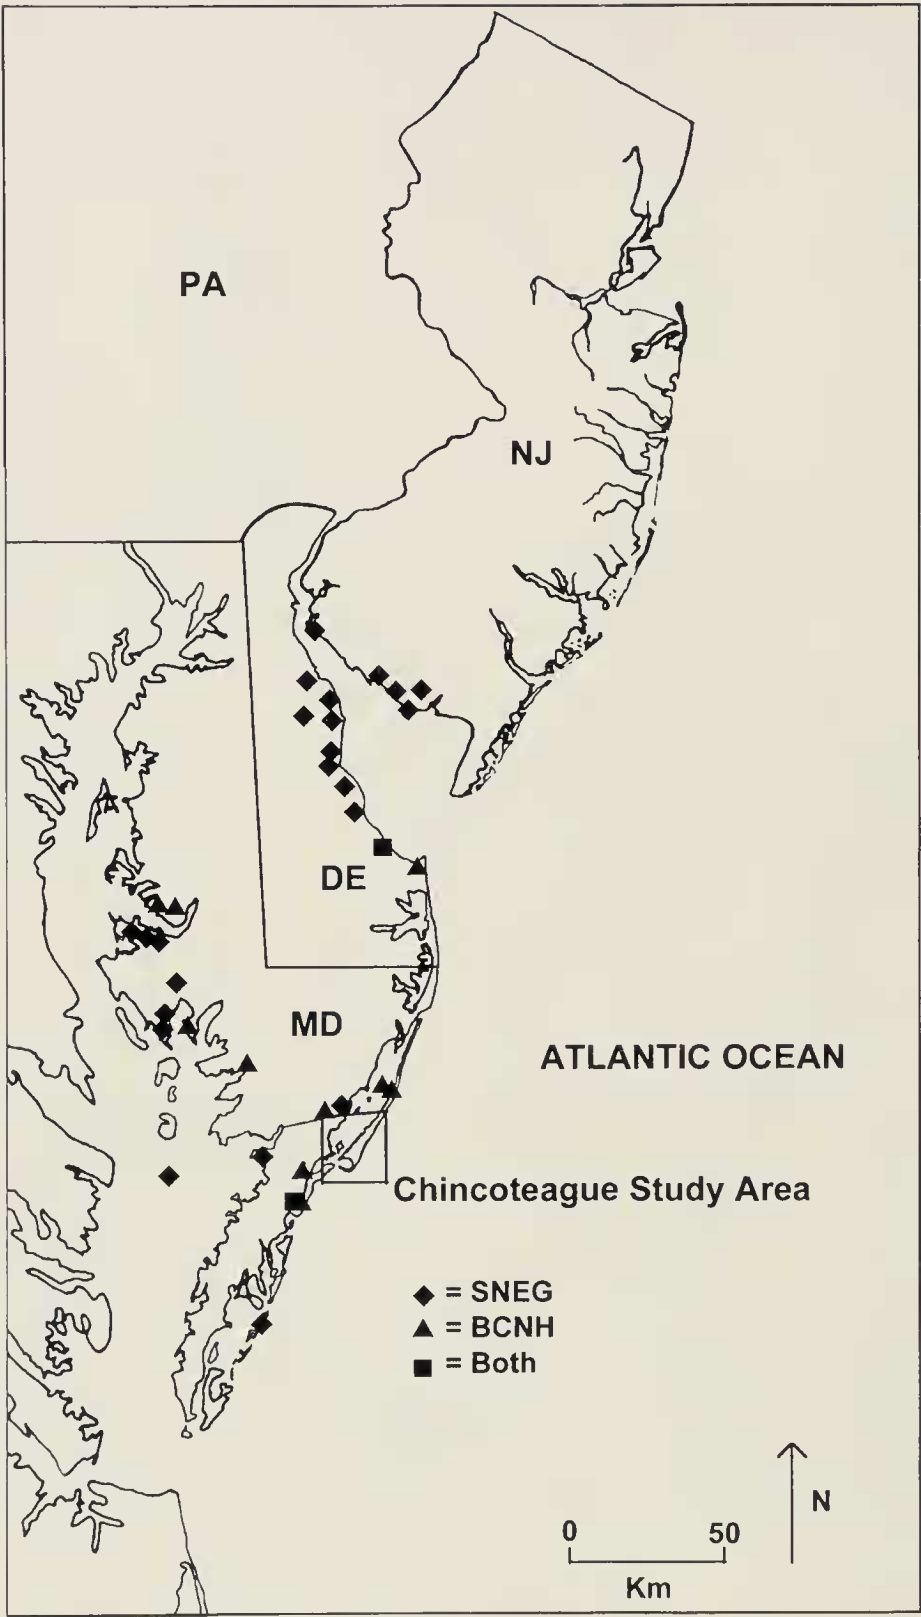 PA
NJ
DE
MD
ATLANTIC OCEAN
Chincoteague Study Area
◆ = SNEG
▲ = BCNH
■ = Both
N
0 50
Km